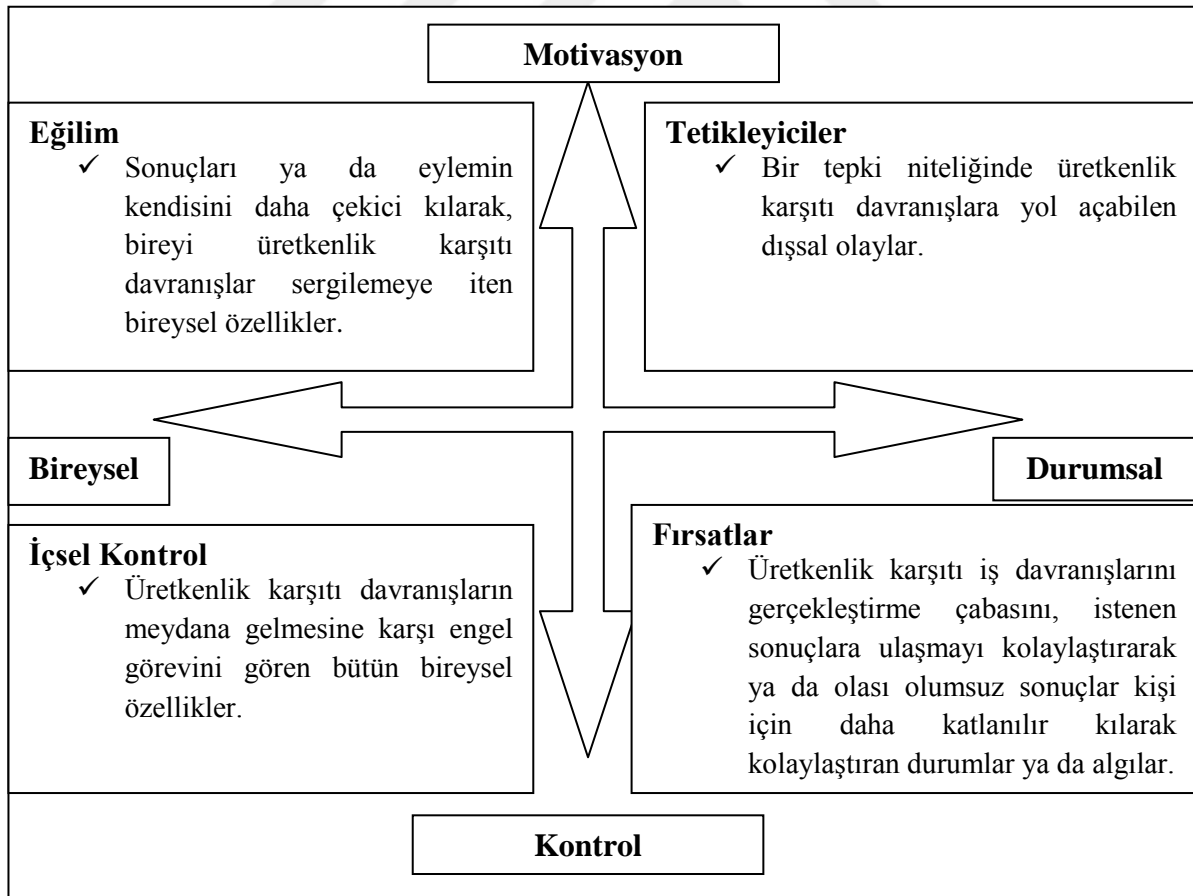 Motivasyon
Eğilim
✓ Sonuçları ya da eylemin
kendisini daha çekici kılarak,
bireyi üretkenlik karşıtı
davranışlar sergilemeye iten
bireysel özellikler.
Tetikleyiciler
✓ Bir tepki niteliğinde üretkenlik
karşıtı davranışlara yol açabilen
dışsal olaylar.
Bireysel
Durumsal
İçsel Kontrol
✓ Üretkenlik karşıtı davranışların
meydana gelmesine karşı engel
görevini gören bütün bireysel
özellikler.
Fırsatlar
✓ Üretkenlik karşıtı iş davranışlarını
gerçekleştirme çabasını, istenen
sonuçlara ulaşmayı kolaylaştırarak
ya da olası olumsuz sonuçlar kişi
için daha katlanılır kılarak
kolaylaştıran durumlar ya da algılar.
Kontrol